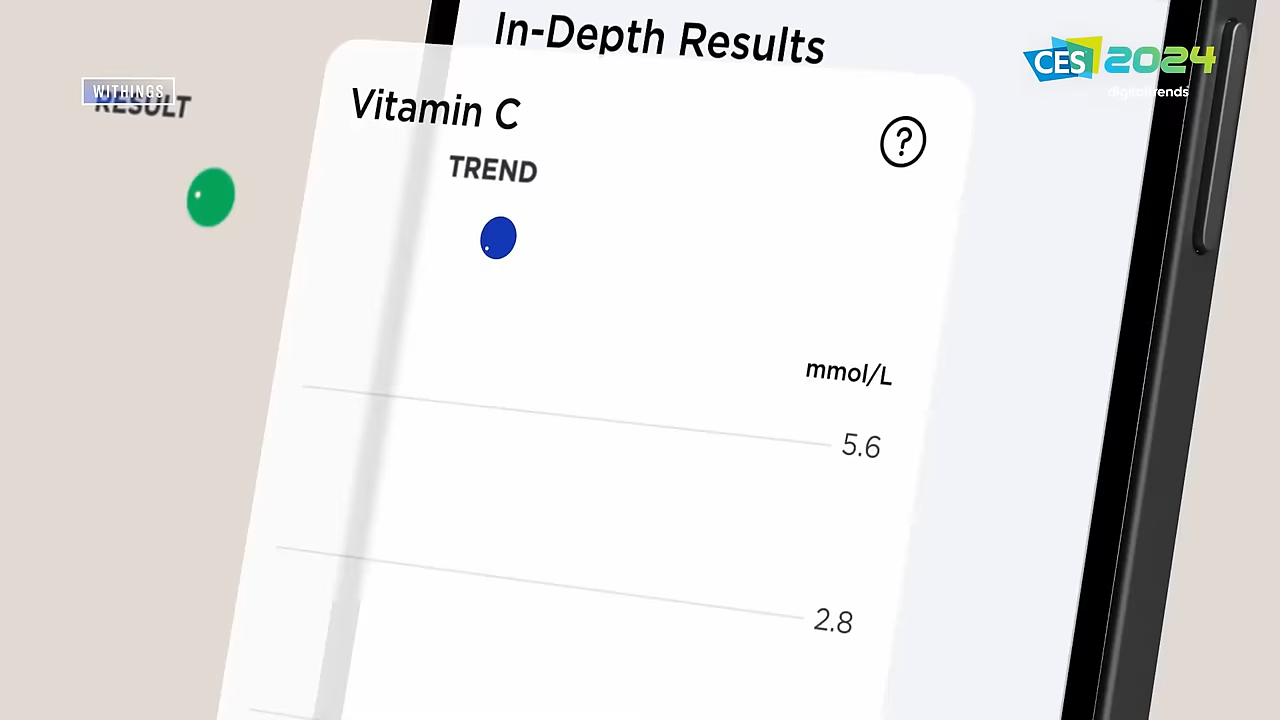 In-Depth Results
CES 2024
digitaltrends
WITHINGS
RESULT
Vitamin C
?
TREND
mmol/L
5.6
2.8